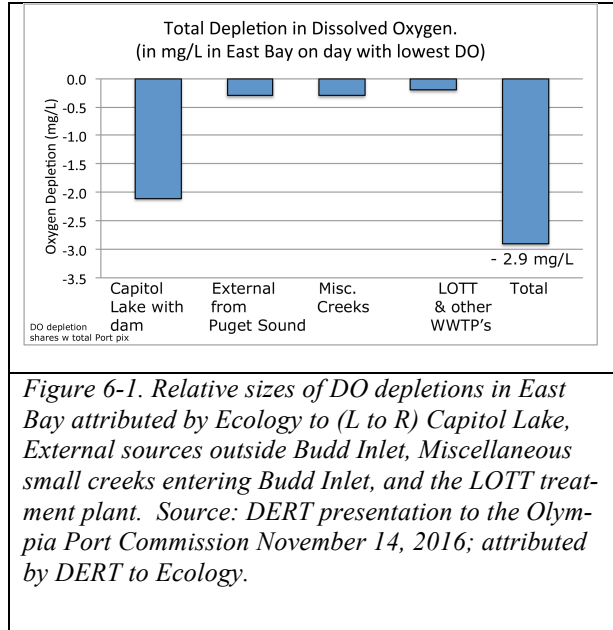 Total Depletion in Dissolved Oxygen.
(in mg/L in East Bay on day with lowest DO)
Oxygen Depletion (mg/L)
0.0
-0.5
-1.0
-1.5
-2.0
-2.5
-3.0
-3.5
- 2.9 mg/L
Capitol Lake with dam
External from Puget Sound
Misc. Creeks
LOTT & other WWTP's
Total
DO depletion
shares w total Port pix
Figure 6-1. Relative sizes of DO depletions in East
Bay attributed by Ecology to (L to R) Capitol Lake,
External sources outside Budd Inlet, Miscellaneous
small creeks entering Budd Inlet, and the LOTT treat-
ment plant. Source: DERT presentation to the Olym-
pia Port Commission November 14, 2016; attributed
by DERT to Ecology.